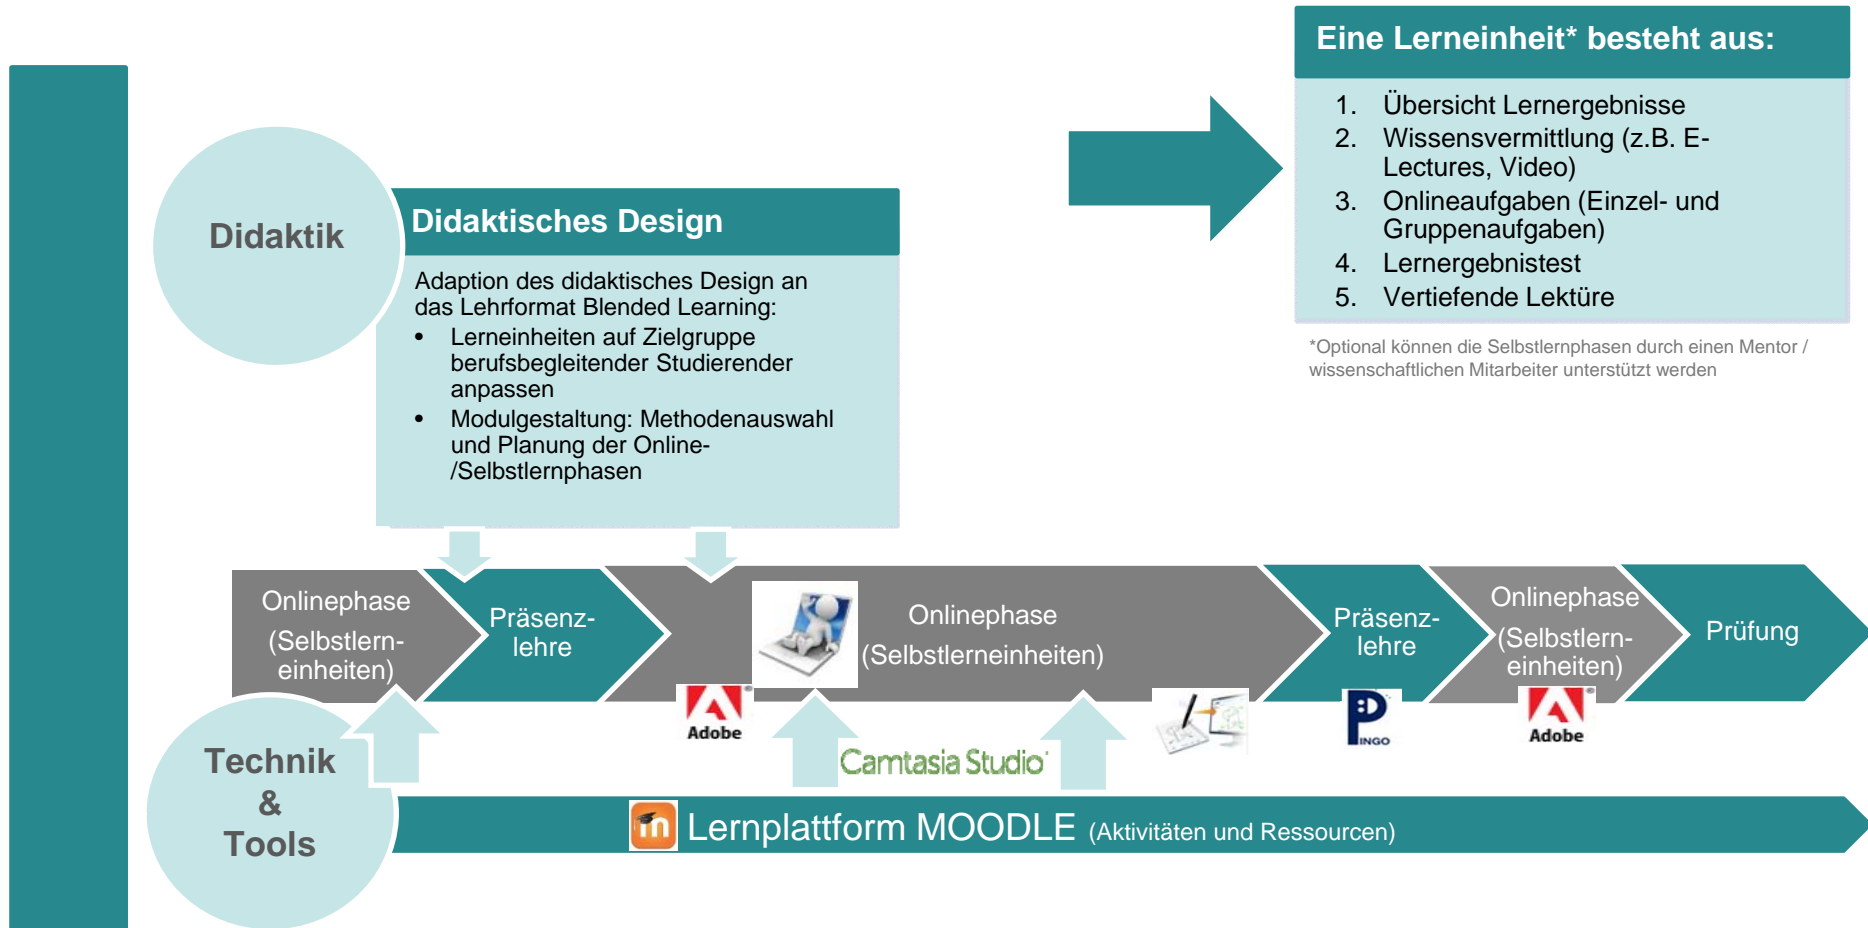 Eine Lerneinheit* besteht aus:
1. Übersicht Lernergebnisse
2. Wissensvermittlung (z.B. E-
Lectures, Video)
3. Onlineaufgaben (Einzel- und
Gruppenaufgaben)
4. Lernergebnistest
5. Vertiefende Lektüre
*Optional können die Selbstlernphasen durch einen Mentor /
wissenschaftlichen Mitarbeiter unterstützt werden
Didaktik
Didaktisches Design
Adaption des didaktisches Design an
das Lehrformat Blended Learning:
• Lerneinheiten auf Zielgruppe
berufsbegleitender Studierender
anpassen
• Modulgestaltung: Methodenauswahl
und Planung der Online-
/Selbstlernphasen
Onlinephase
(Selbstlern-
einheiten)
Präsenz-
lehre
Onlinephase
(Selbstlerneinheiten)
Präsenz-
lehre
Onlinephase
(Selbstlern-
einheiten)
Prüfung
Adobe
PINGO
Adobe
Camtasia Studio
Technik
&
Tools
m Lernplattform MOODLE (Aktivitäten und Ressourcen)